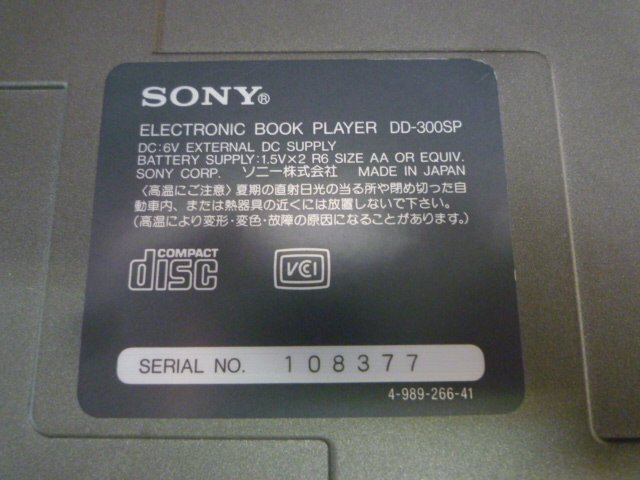 SONY®
ELECTRONIC BOOK PLAYER DD-300SP
DC:6V EXTERNAL DC SUPPLY
BATTERY SUPPLY:1.5V×2 R6 SIZE AA OR EQUIV.
SONY CORP. ソニー株式会社 MADE IN JAPAN
〈高温にご注意〉夏期の直射日光の当る所や閉め切った自
動車内、または熱器具の近くには放置しないで下さい。
(高温により変形・変色・故障の原因になることがあります。)
COMPACT
disc
VCCI
SERIAL NO. 108377
4-989-266-41